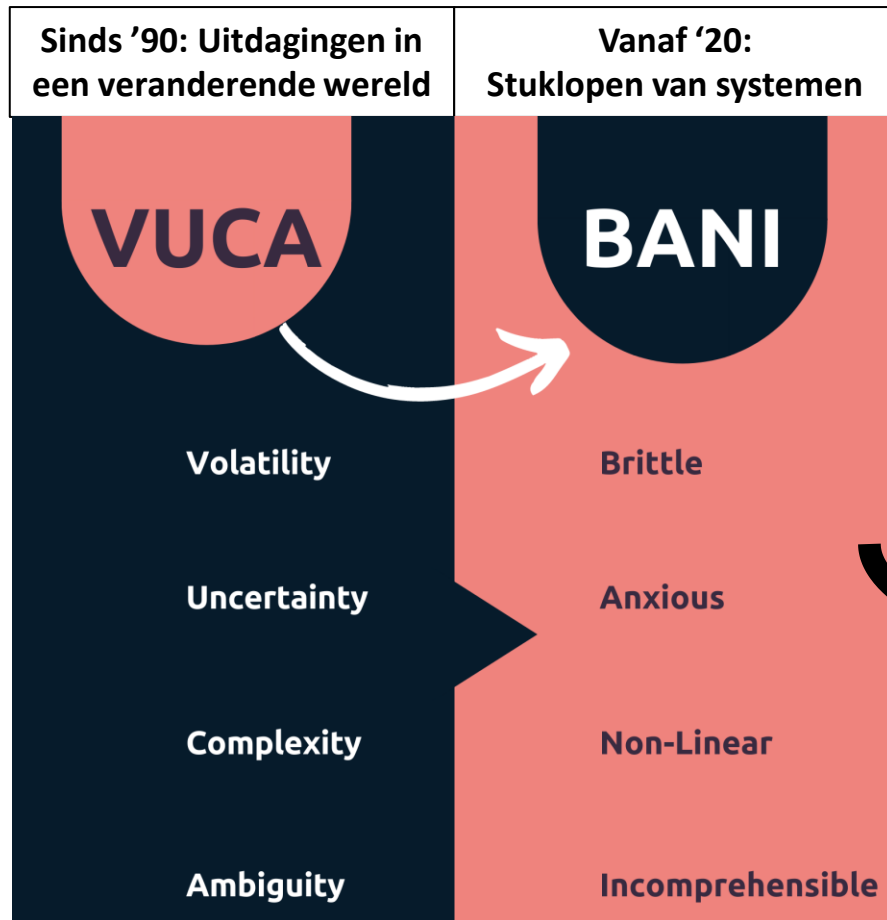 Sinds ’90: Uitdagingen in
een veranderende wereld
Vanaf ‘20:
Stuklopen van systemen
VUCA
BANI
Volatility
Brittle
Uncertainty
Anxious
Complexity
Non-Linear
Ambiguity
Incomprehensible